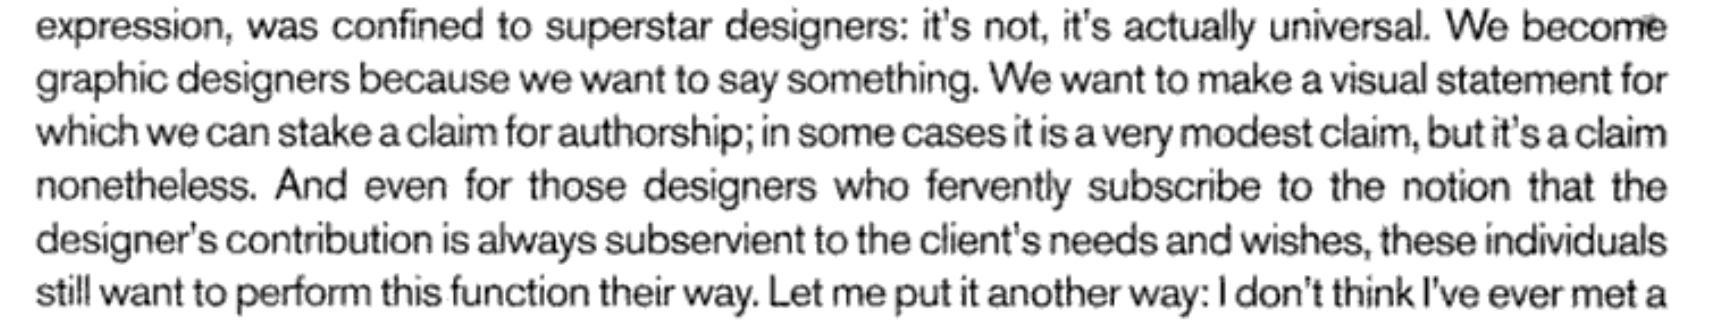 expression, was confined to superstar designers: it's not, it's actually universal. We become
graphic designers because we want to say something. We want to make a visual statement for
which we can stake a claim for authorship; in some cases it is a very modest claim, but it's a claim
nonetheless. And even for those designers who fervently subscribe to the notion that the
designer's contribution is always subservient to the client's needs and wishes, these individuals
still want to perform this function their way. Let me put it another way: I don't think I've ever met a